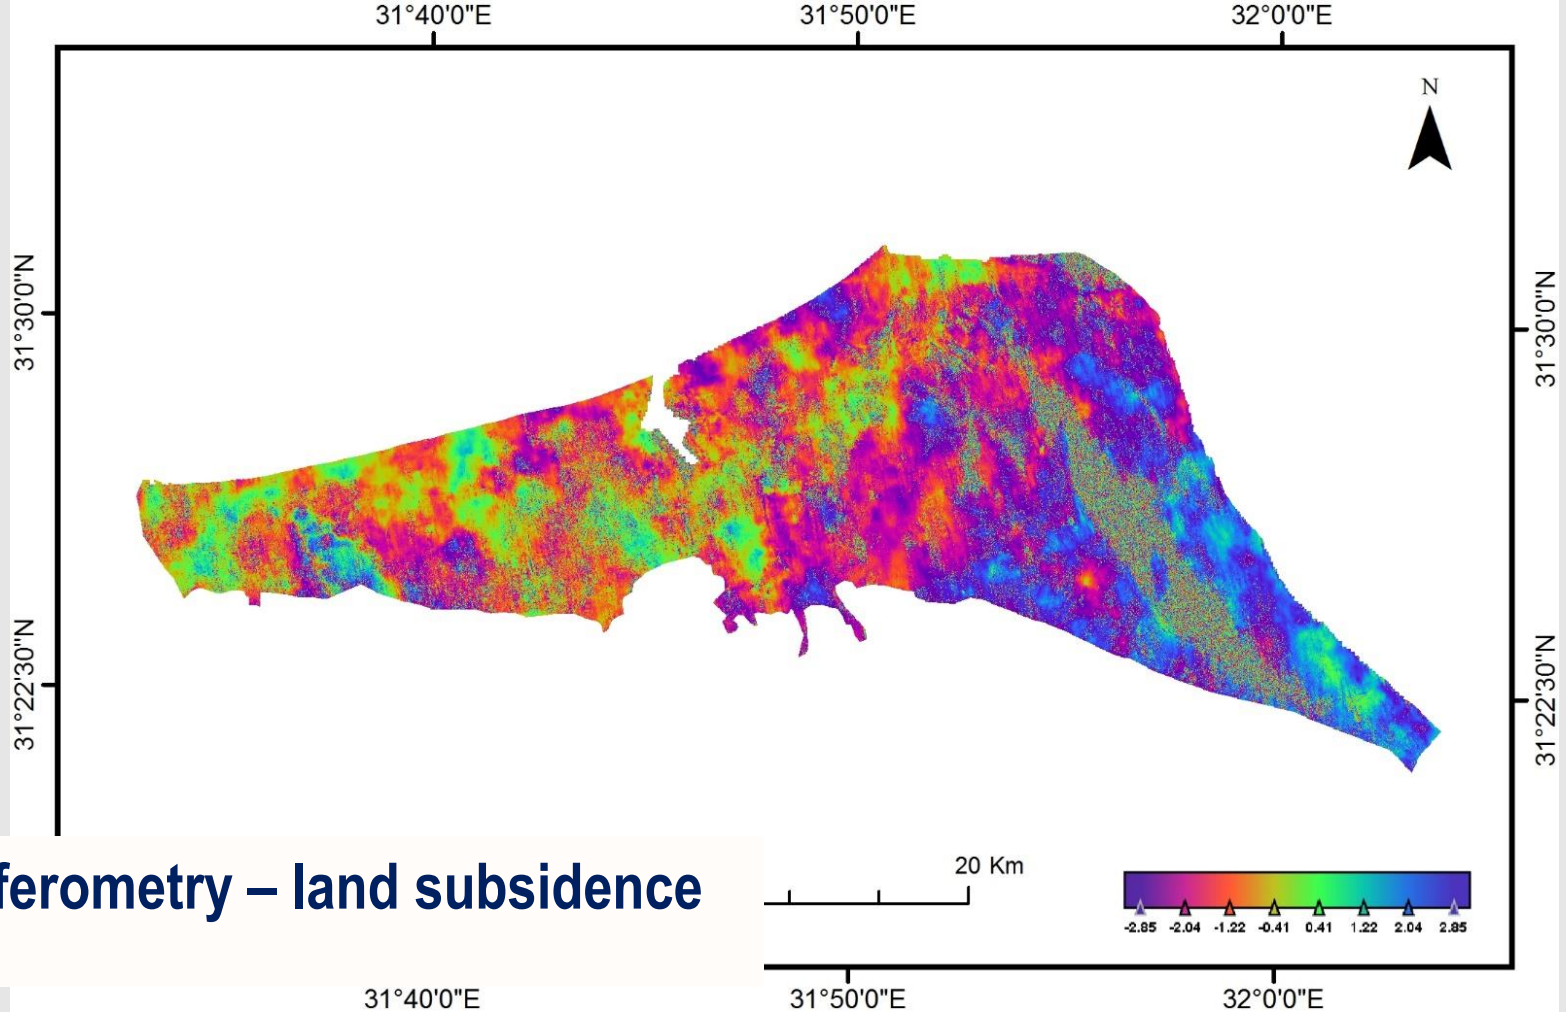 31°40'0"E 31°50'0"E 32°0'0"E
N
31°30'0"N
31°30'0"N
31°22'30"N
31°22'30"N
20 Km
ferometry – land subsidence
-2.85 -2.04 -1.22 -0.41 0.41 1.22 2.04 2.85
31°40'0"E 31°50'0"E 32°0'0"E